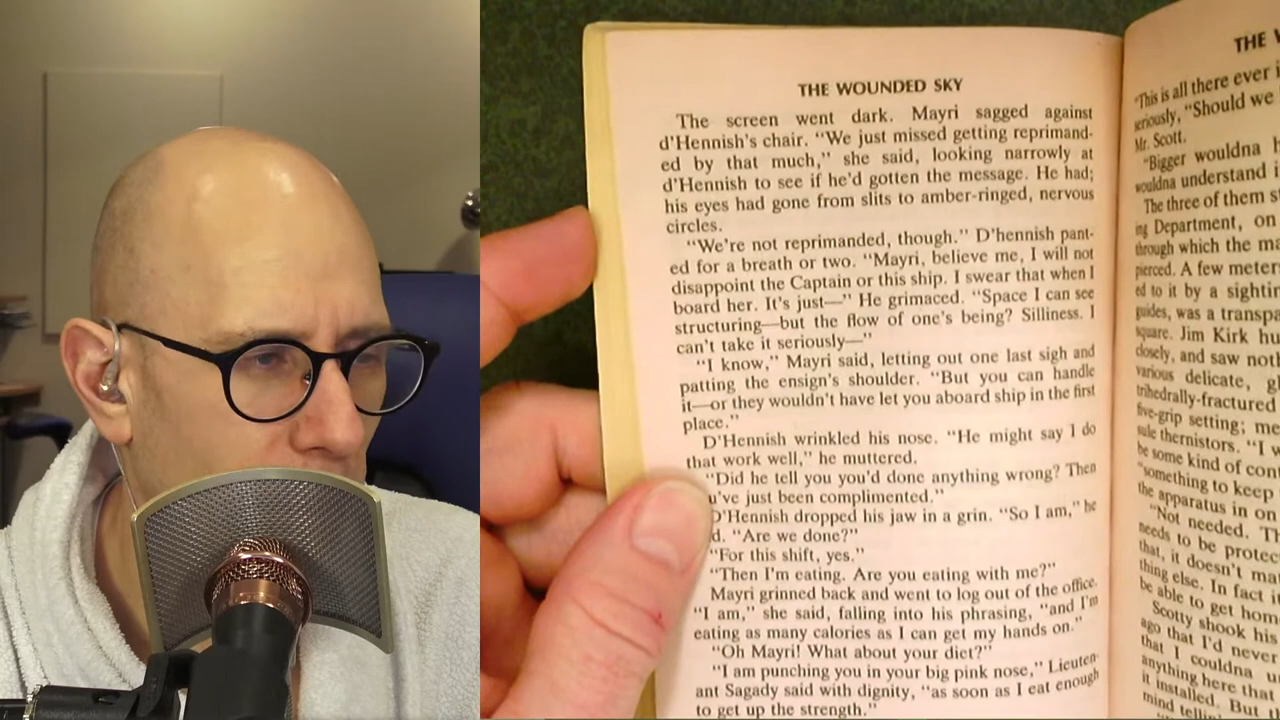 THE WOUNDED SKY
The screen went dark. Mayri sagged against
d'Hennish's chair. "We just missed getting reprimand-
ed by that much," she said, looking narrowly at
d'Hennish to see if he'd gotten the message. He had;
his eyes had gone from slits to amber-ringed, nervous
circles.
"We're not reprimanded, though." D'hennish pant-
ed for a breath or two. "Mayri, believe me, I will not
disappoint the Captain or this ship. I swear that when I
board her. It's just—" He grimaced. "Space I can see
structuring—but the flow of one's being? Silliness. I
can't take it seriously—"
"I know," Mayri said, letting out one last sigh and
patting the ensign's shoulder. "But you can handle
it—or they wouldn't have let you aboard ship in the first
place."
D'Hennish wrinkled his nose. "He might say I do
that work well," he muttered.
"Did he tell you you'd done anything wrong? Then
u've just been complimented."
D'Hennish dropped his jaw in a grin. "So I am," he
d. "Are we done?"
"For this shift, yes."
"Then I'm eating. Are you eating with me?"
Mayri grinned back and went to log out of the office.
"I am," she said, falling into his phrasing, "and I'm
eating as many calories as I can get my hands on."
"Oh Mayri! What about your diet?"
"I am punching you in your big pink nose," Lieuten-
ant Sagady said with dignity, "as soon as I eat enough
to get up the strength."
THE
"This is all there ever
seriously, "Should we
Mr. Scott.
"Bigger wouldna
wouldna understand
The three of them
ing Department, on
through which the
pierced. A few
ed to it by a
guides, was a
square. Jim Kirk
closely, and saw
various delicate,
trihedrally-fractured
five-grip setting;
thernistors. "I
be some kind of
"something to keep
the apparatus in on
"Not needed.
needs to be
that, it doesn't
thing else. In fact
be able to get
Scotty shook his
ago that I'd never
that I couldna
anything here that
it installed. But
mind